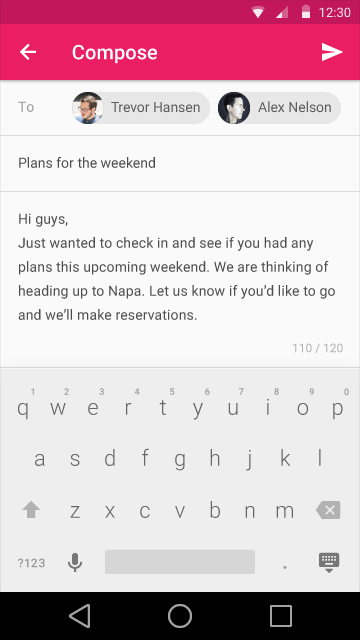 12:30
Compose
To Trevor Hansen Alex Nelson
Plans for the weekend
Hi guys,
Just wanted to check in and see if you had any
plans this upcoming weekend. We are thinking of
heading up to Napa. Let us know if you’d like to go
and we’ll make reservations.
110 / 120
1 2 3 4 5 6 7 8 9 0
q w e r t y u i o p
a s d f g h j k l
z x c v b n m
?123 .